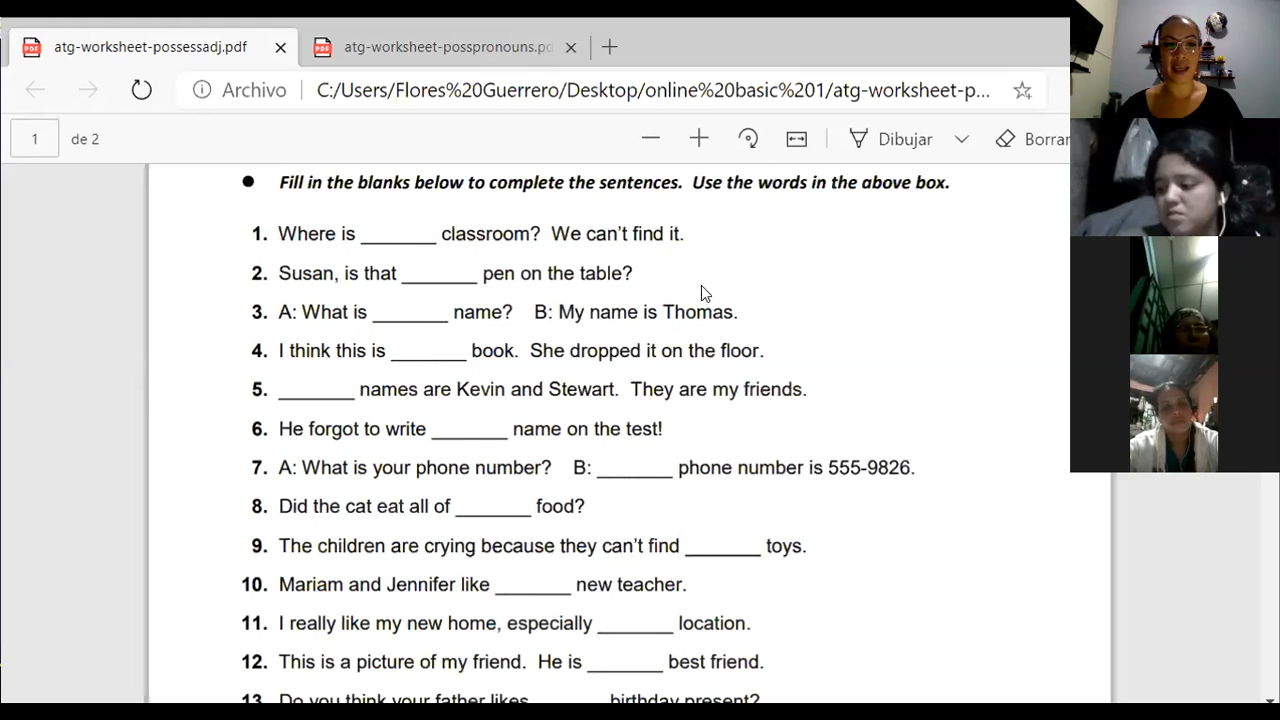 atg-worksheet-possessadj.pdf
atg-worksheet-posspronouns.pd
Archivo
C:/Users/Flores%20Guerrero/Desktop/online%20basic%201/atg-worksheet-p...
1 de 2
Dibujar
Borrar
Fill in the blanks below to complete the sentences. Use the words in the above box.
1. Where is _______ classroom? We can't find it.
2. Susan, is that _______ pen on the table?
3. A: What is _______ name? B: My name is Thomas.
4. I think this is _______ book. She dropped it on the floor.
5. _______ names are Kevin and Stewart. They are my friends.
6. He forgot to write _______ name on the test!
7. A: What is your phone number? B: _______ phone number is 555-9826.
8. Did the cat eat all of _______ food?
9. The children are crying because they can't find _______ toys.
10. Mariam and Jennifer like _______ new teacher.
11. I really like my new home, especially _______ location.
12. This is a picture of my friend. He is _______ best friend.
13. Do you think your father likes _______ birthday present?